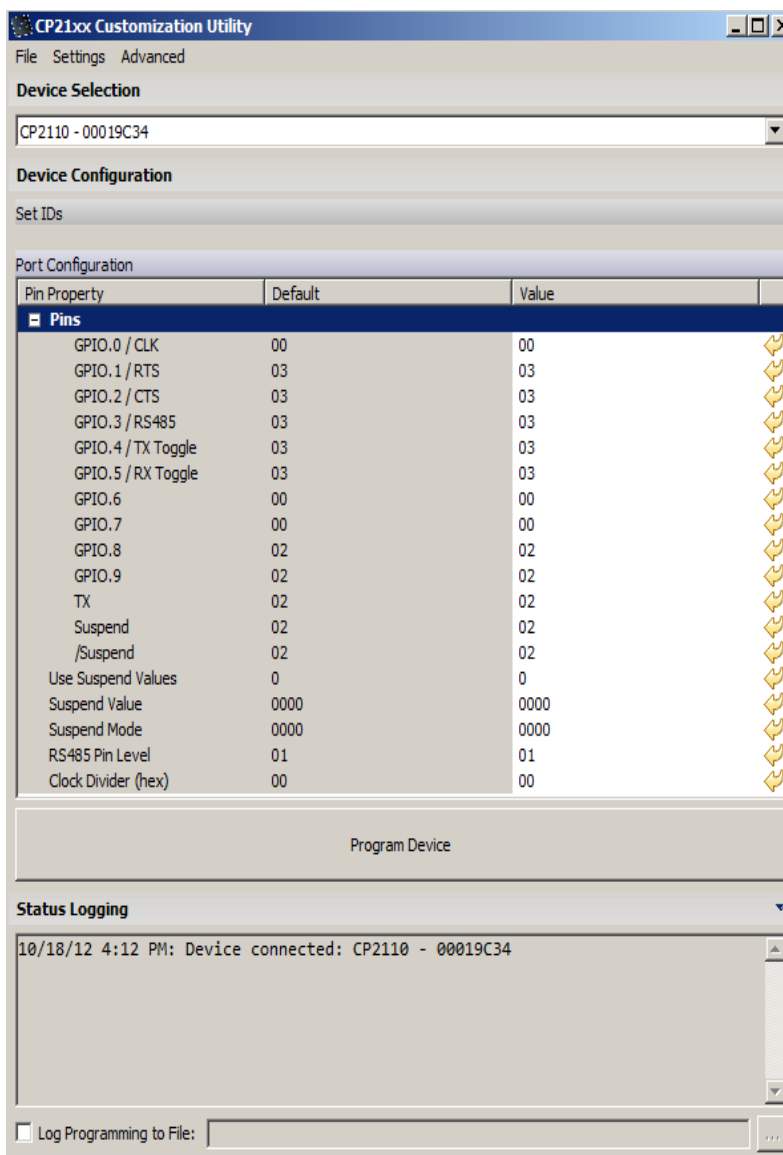 CP21xx Customization Utility
File Settings Advanced
Device Selection
CP2110 - 00019C34
Device Configuration
Set IDs
Port Configuration
Pin Property Default Value
Pins
GPIO.0 / CLK 00 00
GPIO.1 / RTS 03 03
GPIO.2 / CTS 03 03
GPIO.3 / RS485 03 03
GPIO.4 / TX Toggle 03 03
GPIO.5 / RX Toggle 03 03
GPIO.6 00 00
GPIO.7 00 00
GPIO.8 02 02
GPIO.9 02 02
TX 02 02
Suspend 02 02
/Suspend 02 02
Use Suspend Values 0 0
Suspend Value 0000 0000
Suspend Mode 0000 0000
RS485 Pin Level 01 01
Clock Divider (hex) 00 00
Program Device
Status Logging
10/18/12 4:12 PM: Device connected: CP2110 - 00019C34
Log Programming to File:
...